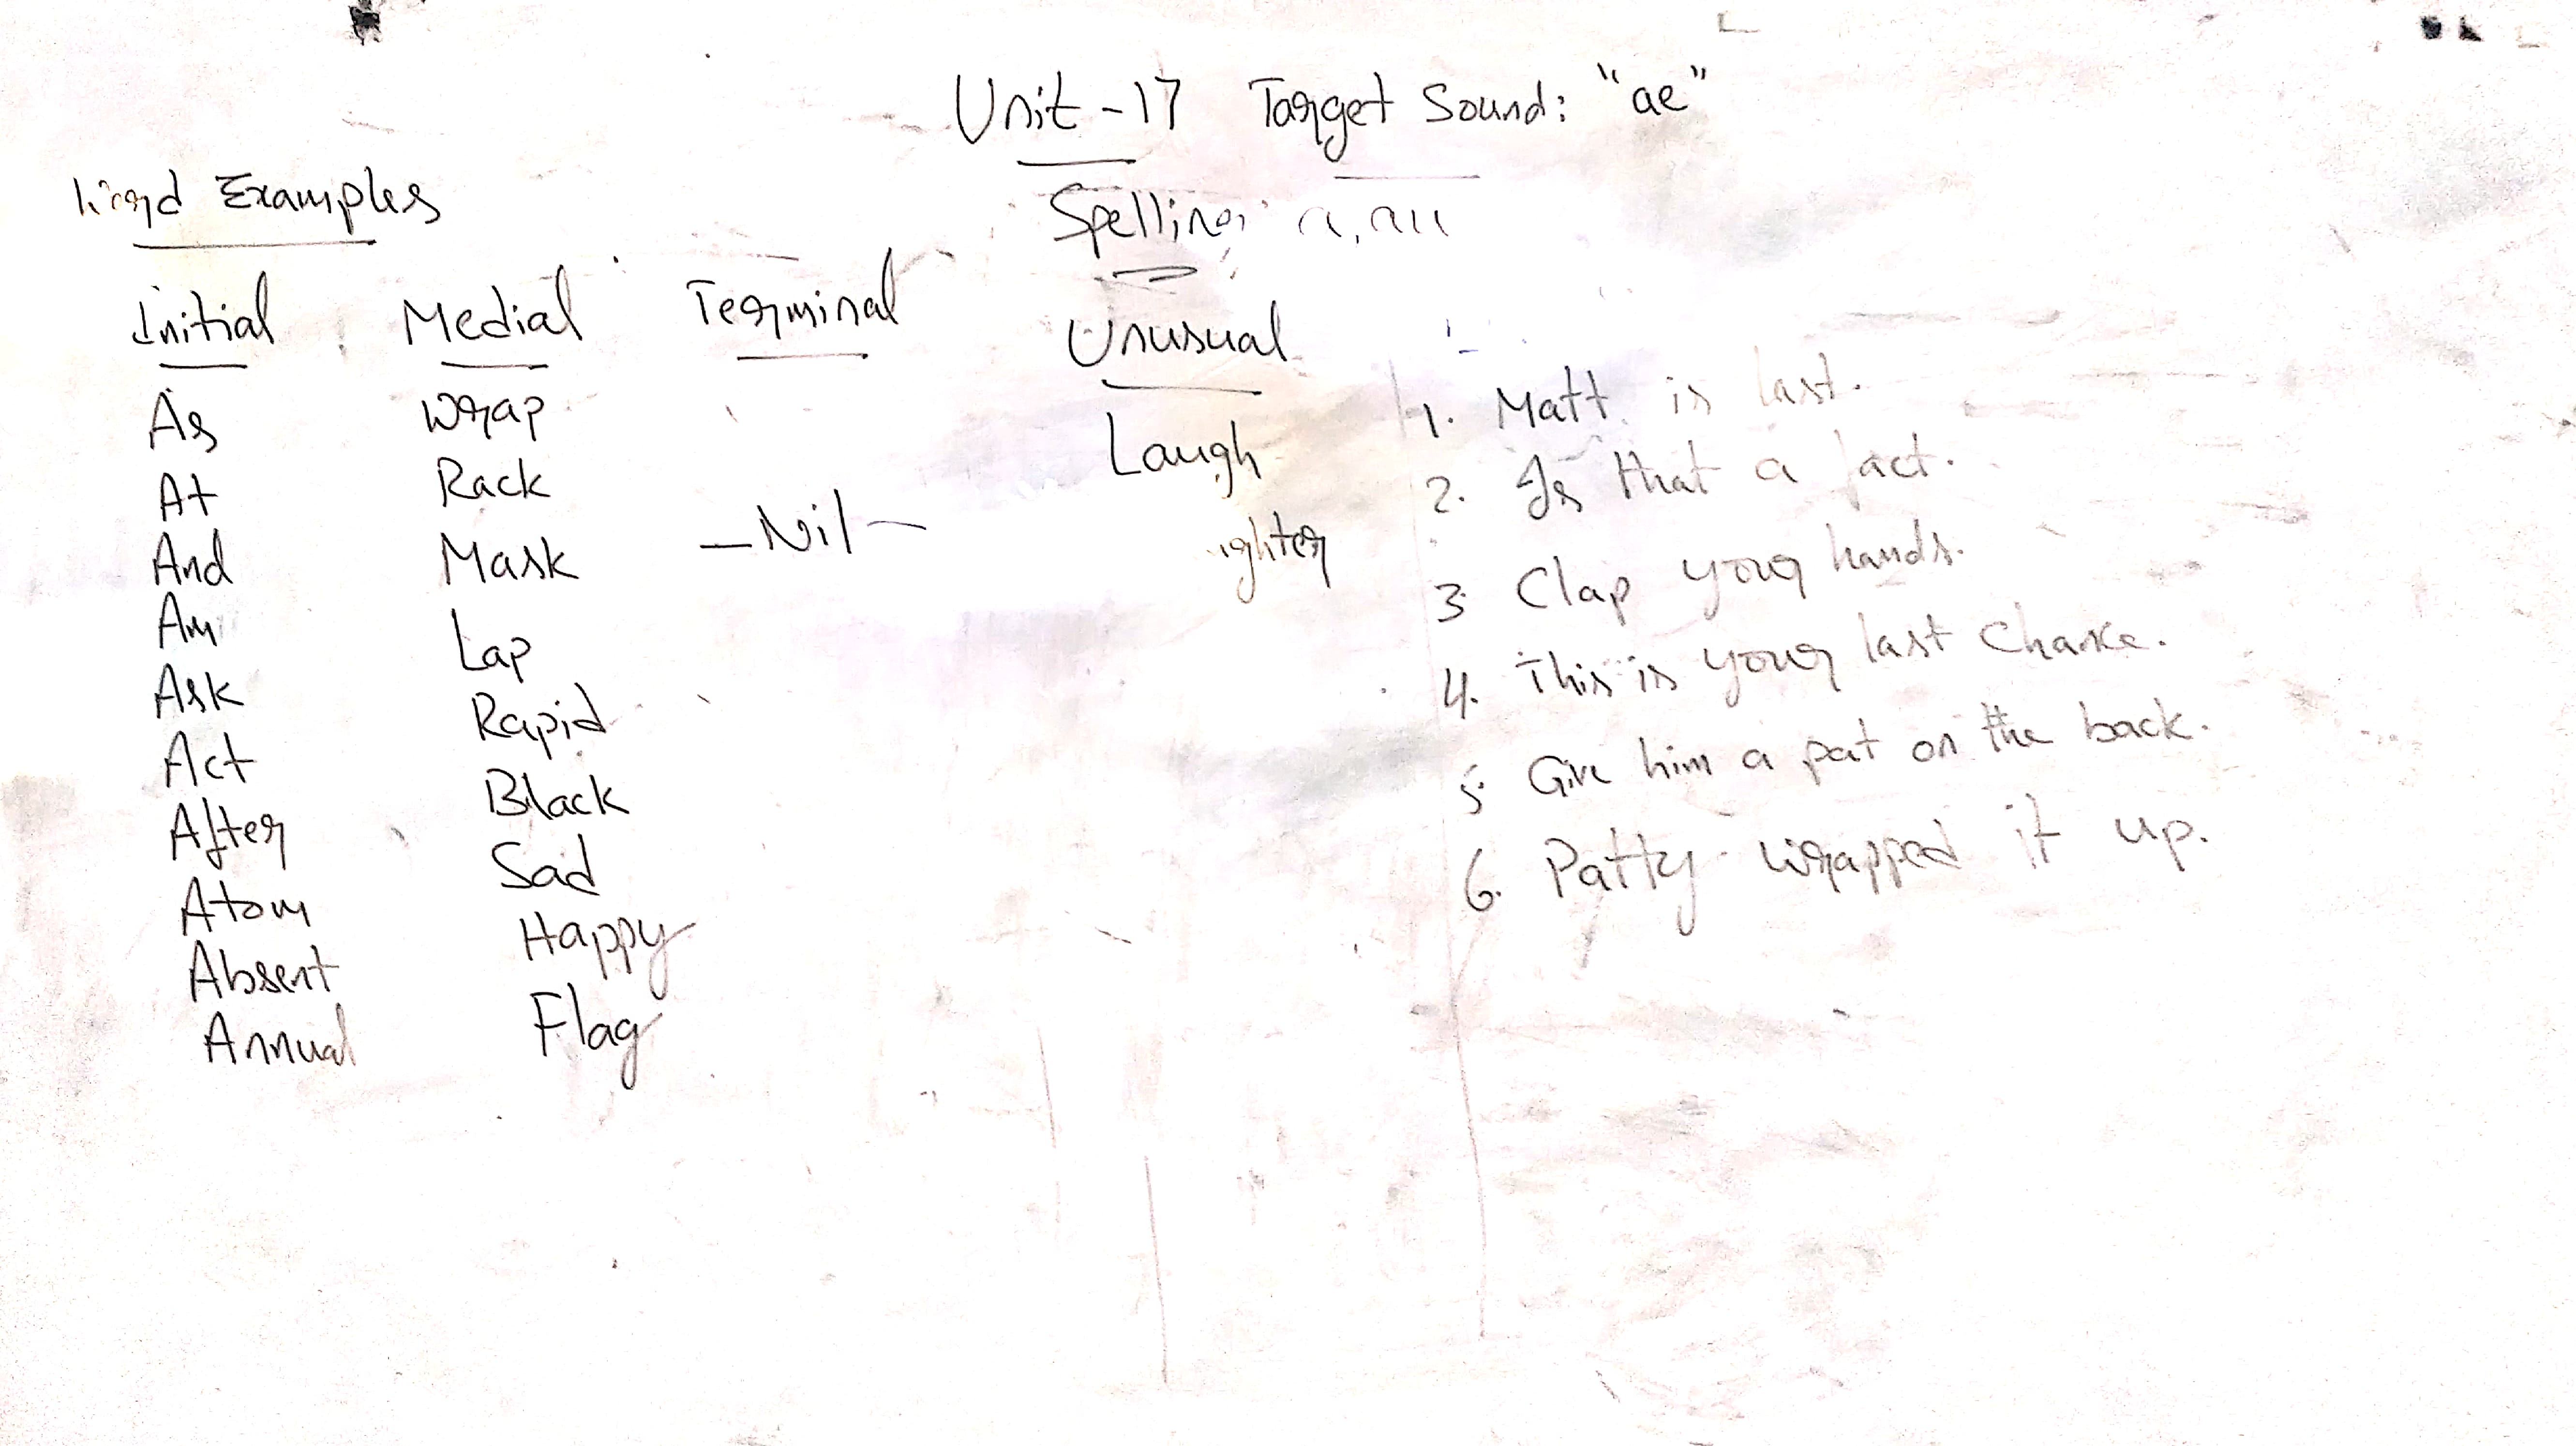 Unit - 17 Target Sound: "ae"
Word Examples
Spelling: a, au
Initial Medial Terminal Unusual
As Wrap Laugh
At Rack
And Mask — Nil —
Am Lap
Ask Rapid
Act Black
After Sad
Atom Happy
Absent Flag
Annual
1. Matt is last.
2. Is that a fact.
3. Clap your hands.
4. This is your last chance.
5. Give him a pat on the back.
6. Patty wrapped it up.